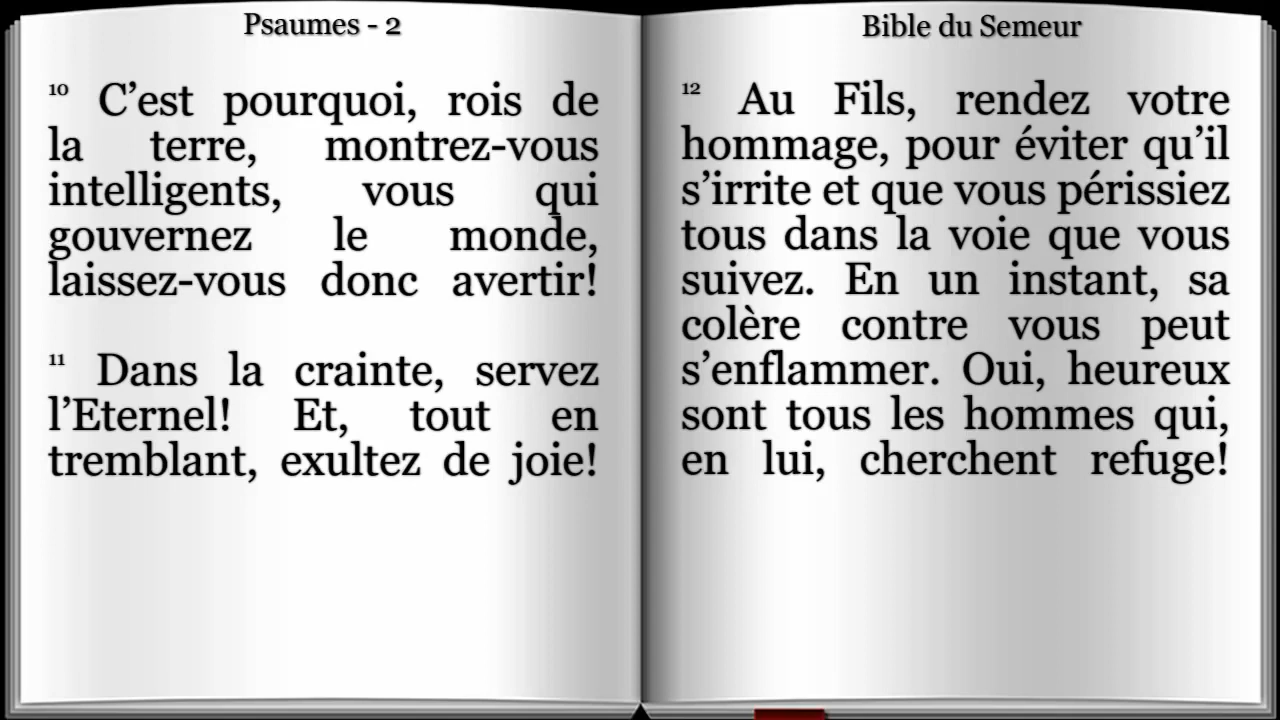 Psaumes - 2
10 C’est pourquoi, rois de
la terre, montrez-vous
intelligents, vous qui
gouvernez le monde,
laissez-vous donc avertir!
11 Dans la crainte, servez
l’Eternel! Et, tout en
tremblant, exultez de joie!
Bible du Semeur
12 Au Fils, rendez votre
hommage, pour éviter qu’il
s’irrite et que vous périssiez
tous dans la voie que vous
suivez. En un instant, sa
colère contre vous peut
s’enflammer. Oui, heureux
sont tous les hommes qui,
en lui, cherchent refuge!